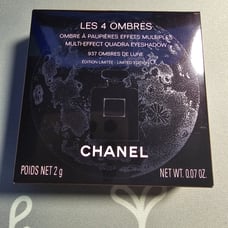 LES 4 OMBRES
OMBRE À PAUPIÈRES EFFETS MULTIPLES
MULTI-EFFECT QUADRA EYESHADOW
937 OMBRES DE LUNE
ÉDITION LIMITÉE - LIMITED EDITION
CHANEL
POIDS NET 2 g NET WT. 0.07 OZ.